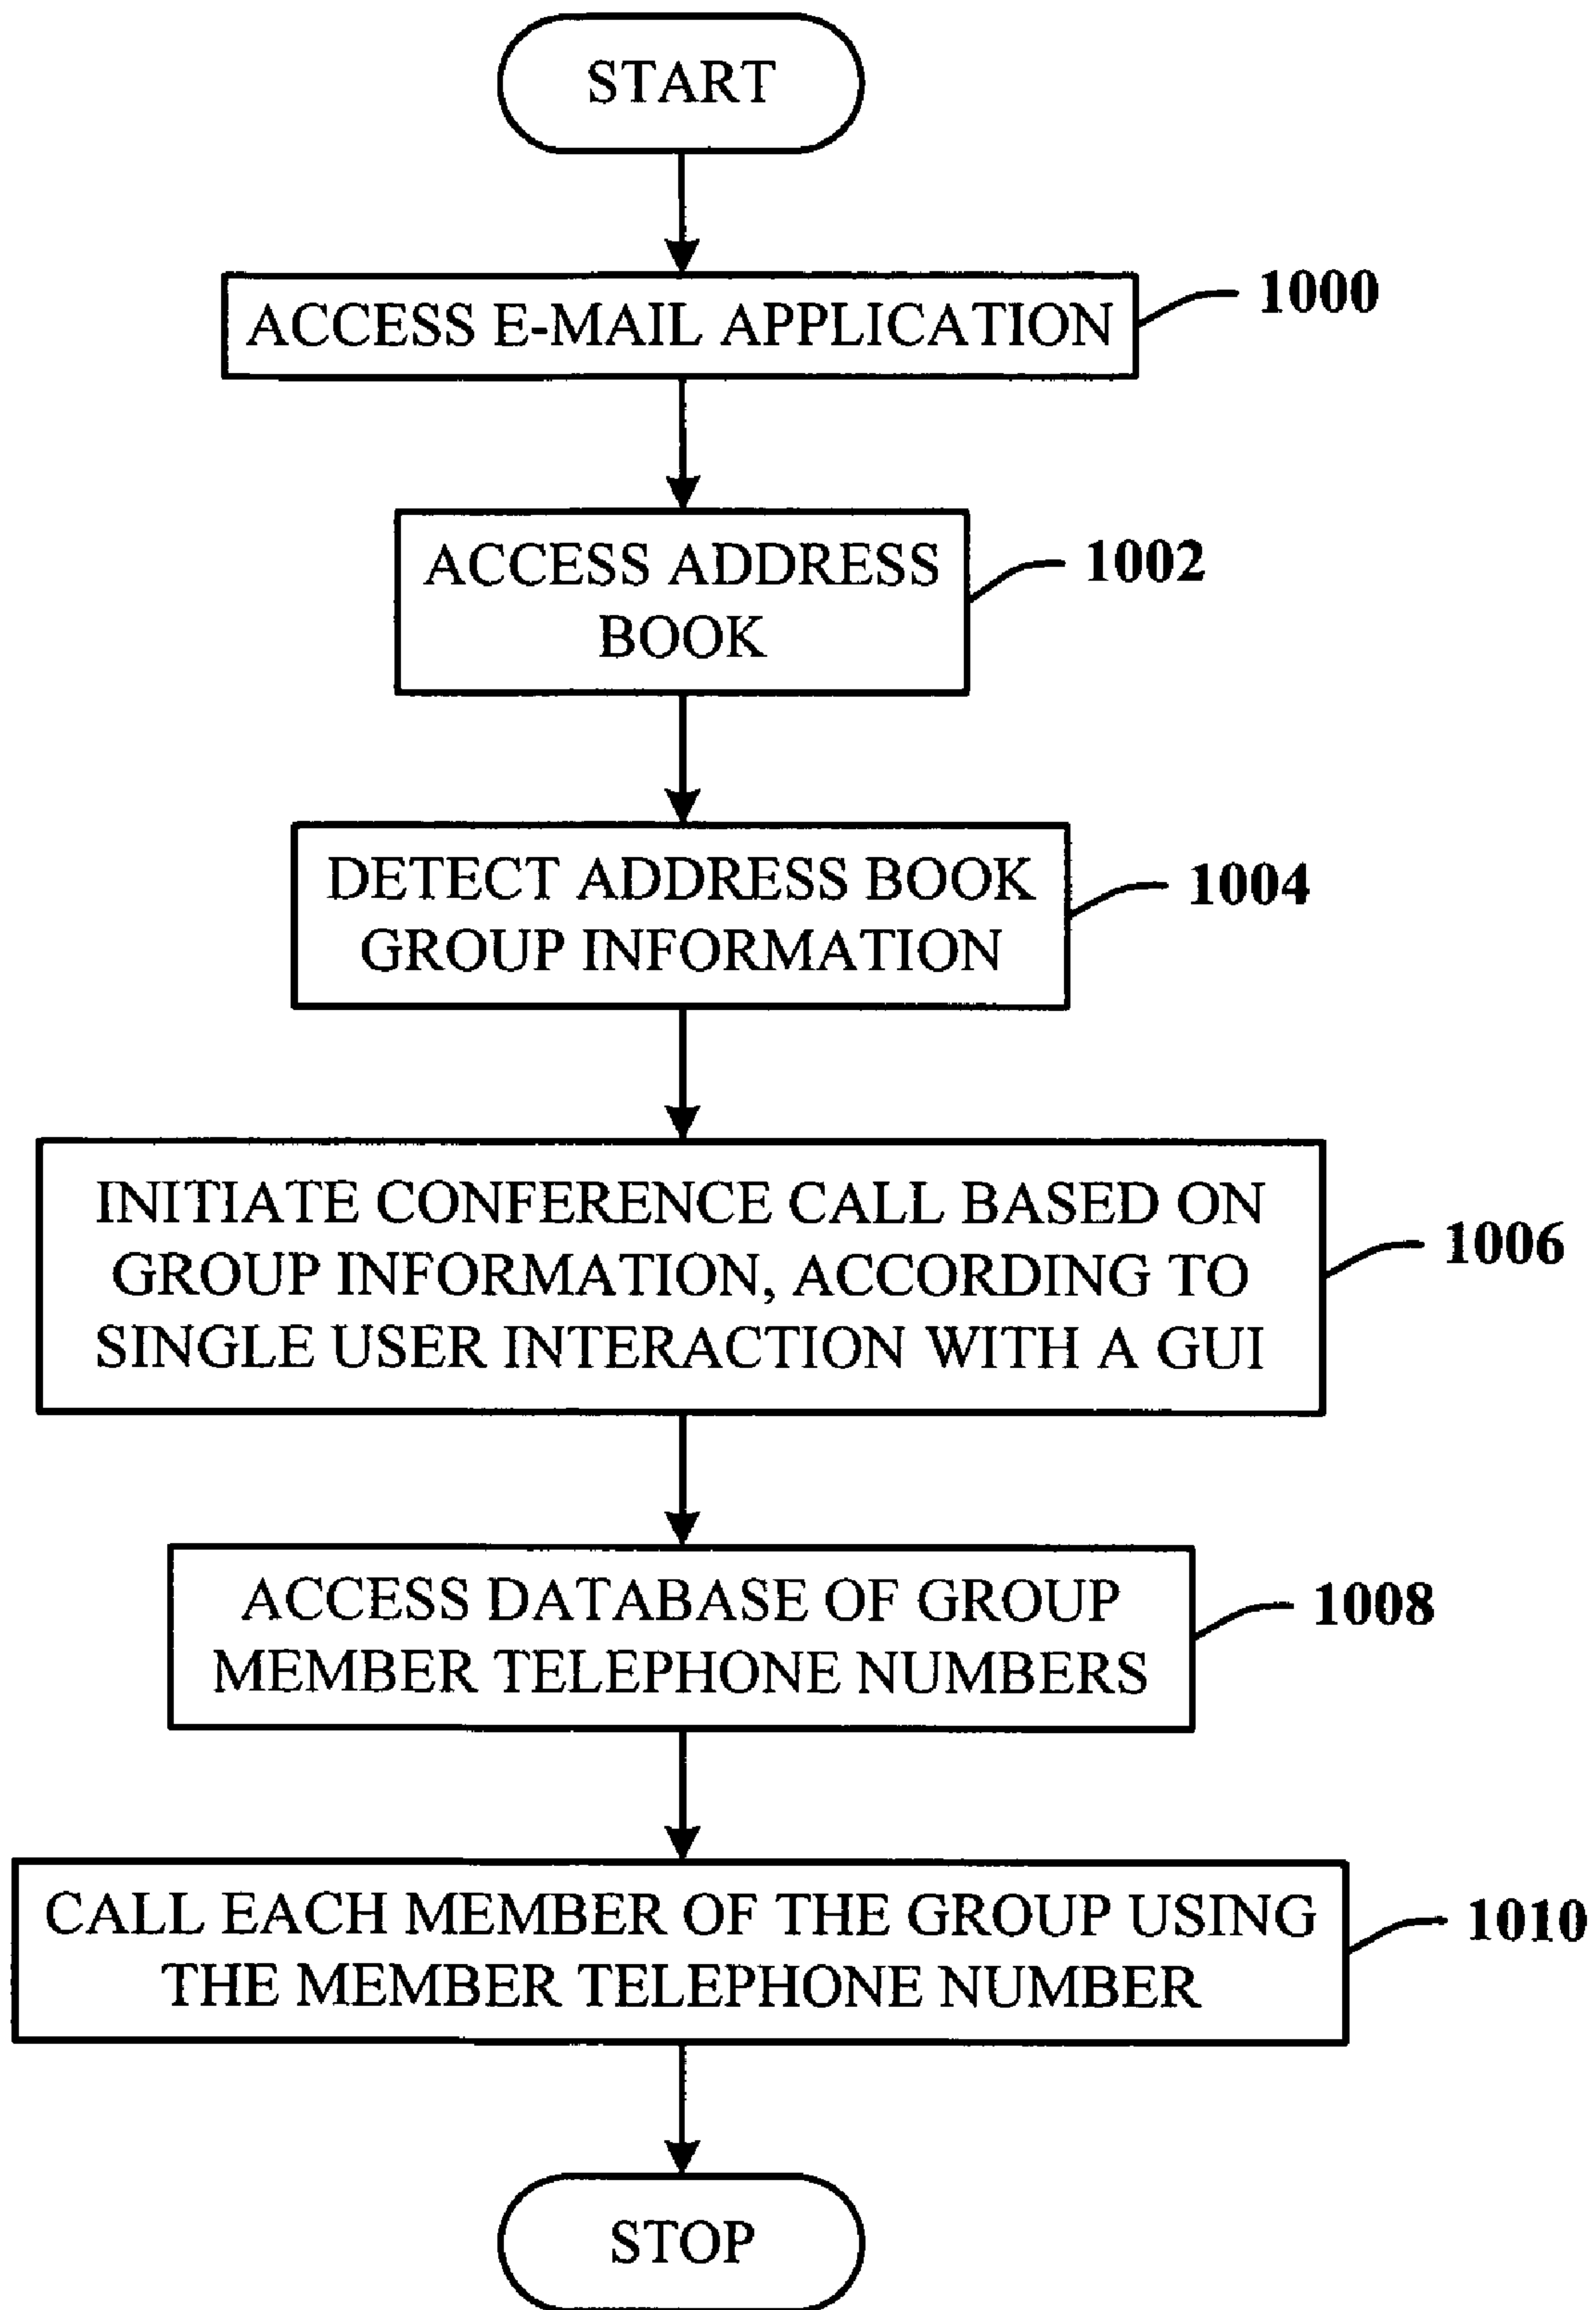 START
ACCESS E-MAIL APPLICATION
1000
ACCESS ADDRESS
BOOK
1002
DETECT ADDRESS BOOK
GROUP INFORMATION
1004
INITIATE CONFERENCE CALL BASED ON
GROUP INFORMATION, ACCORDING TO
SINGLE USER INTERACTION WITH A GUI
1006
ACCESS DATABASE OF GROUP
MEMBER TELEPHONE NUMBERS
1008
CALL EACH MEMBER OF THE GROUP USING
THE MEMBER TELEPHONE NUMBER
1010
STOP